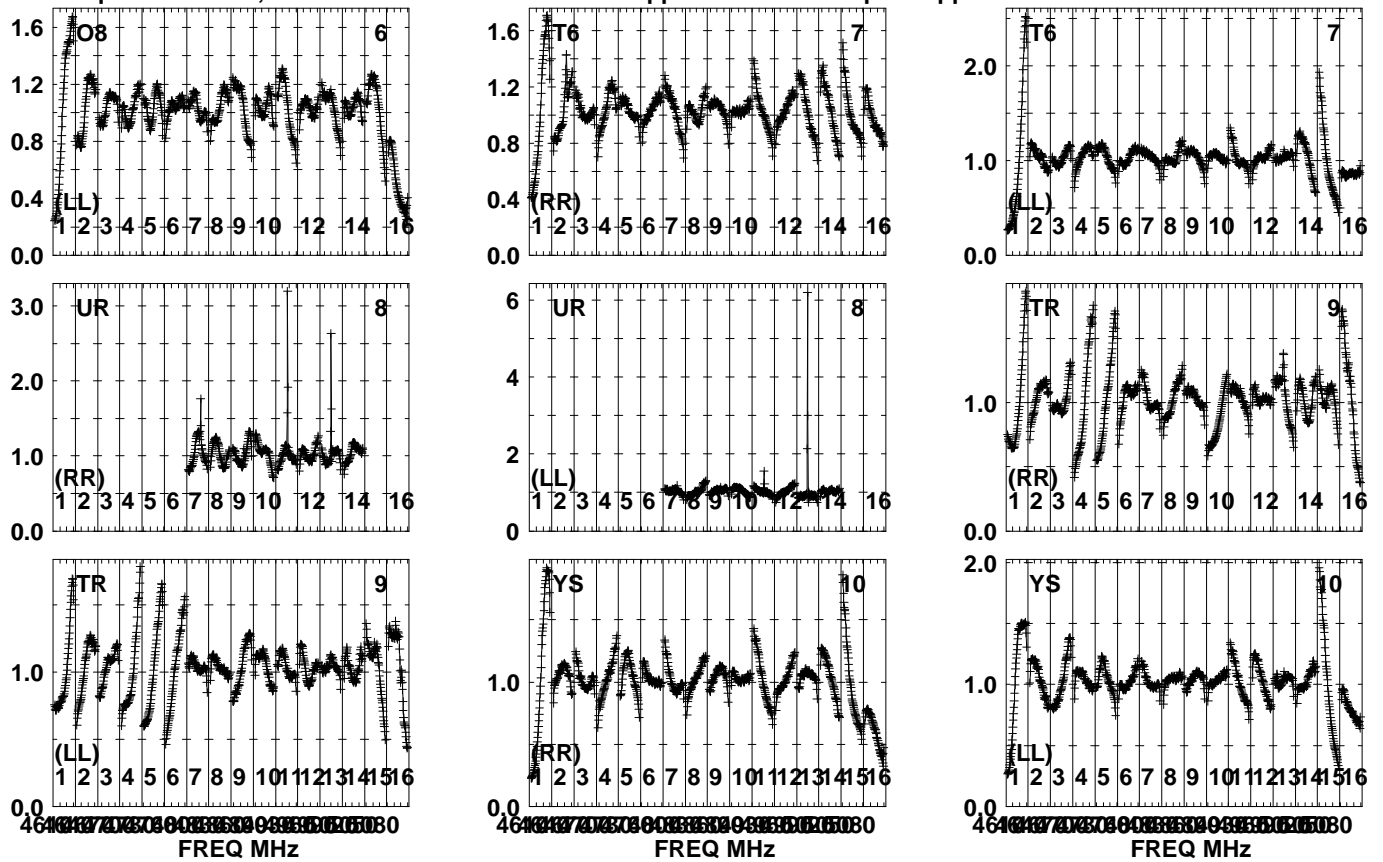 O8 6
1.6
1.2
0.8
0.4
0.0
(LL)
1 2 3 4 5 6 7 8 9 10 12 14 16
T6 7
1.6
1.2
0.8
0.4
0.0
(RR)
1 2 3 4 5 6 7 8 9 10 12 14 16
T6 7
2.0
1.0
0.0
(LL)
1 2 3 4 5 6 7 8 9 10 12 14 16
UR 8
3.0
2.0
1.0
0.0
(RR)
1 2 3 4 5 6 7 8 9 10 12 14 16
UR 8
6
4
2
0
(LL)
1 2 3 4 5 6 7 8 9 10 12 14 16
TR 9
1.0
0.0
(RR)
1 2 3 4 5 6 7 8 9 10 12 14 16
TR 9
1.0
0.0
(LL)
1 2 3 4 5 6 7 8 9 10 11 12 13 14 15 16
FREQ MHz
YS 10
1.0
0.0
(RR)
1 2 3 4 5 6 7 8 9 10 11 12 13 14 15 16
FREQ MHz
YS 10
2.0
1.0
0.0
(LL)
1 2 3 4 5 6 7 8 9 10 11 12 13 14 15 16
FREQ MHz